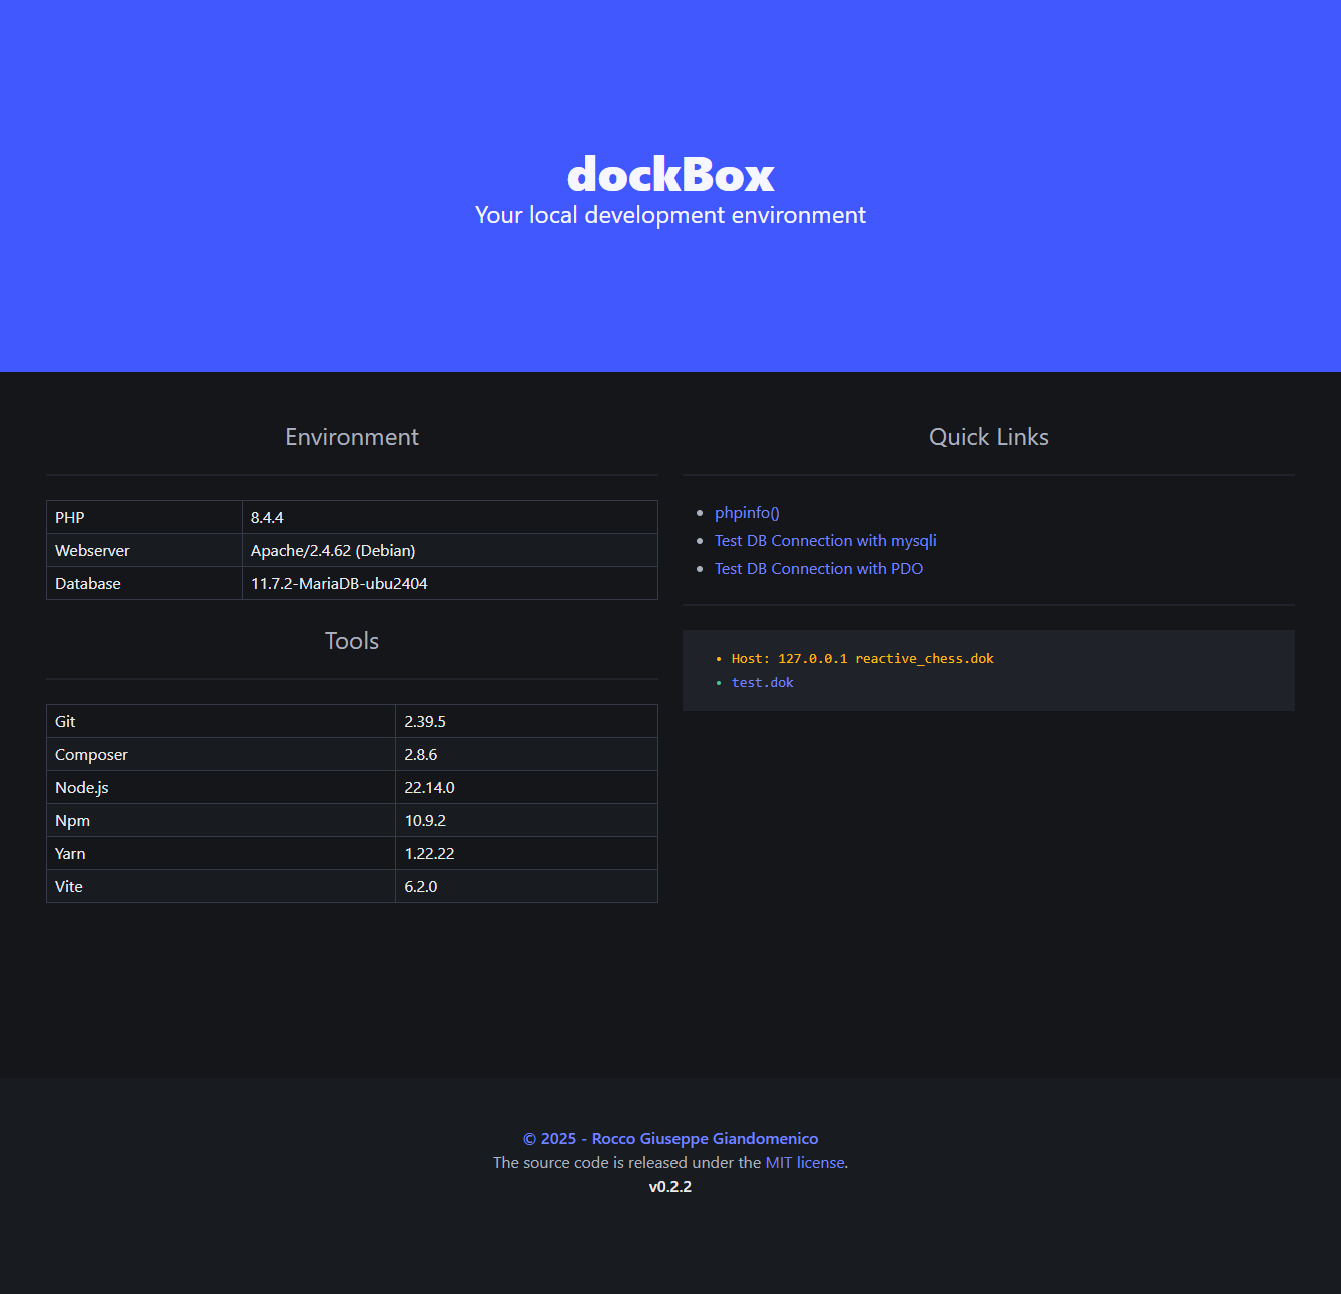 dockBox
Your local development environment
Environment
PHP 8.4.4
Webserver Apache/2.4.62 (Debian)
Database 11.7.2-MariaDB-ubu2404
Tools
Git 2.39.5
Composer 2.8.6
Node.js 22.14.0
Npm 10.9.2
Yarn 1.22.22
Vite 6.2.0
Quick Links
phpinfo()
Test DB Connection with mysqli
Test DB Connection with PDO
Host: 127.0.0.1 reactive_chess.dok
test.dok
© 2025 - Rocco Giuseppe Giandomenico
The source code is released under the MIT license.
v0.2.2